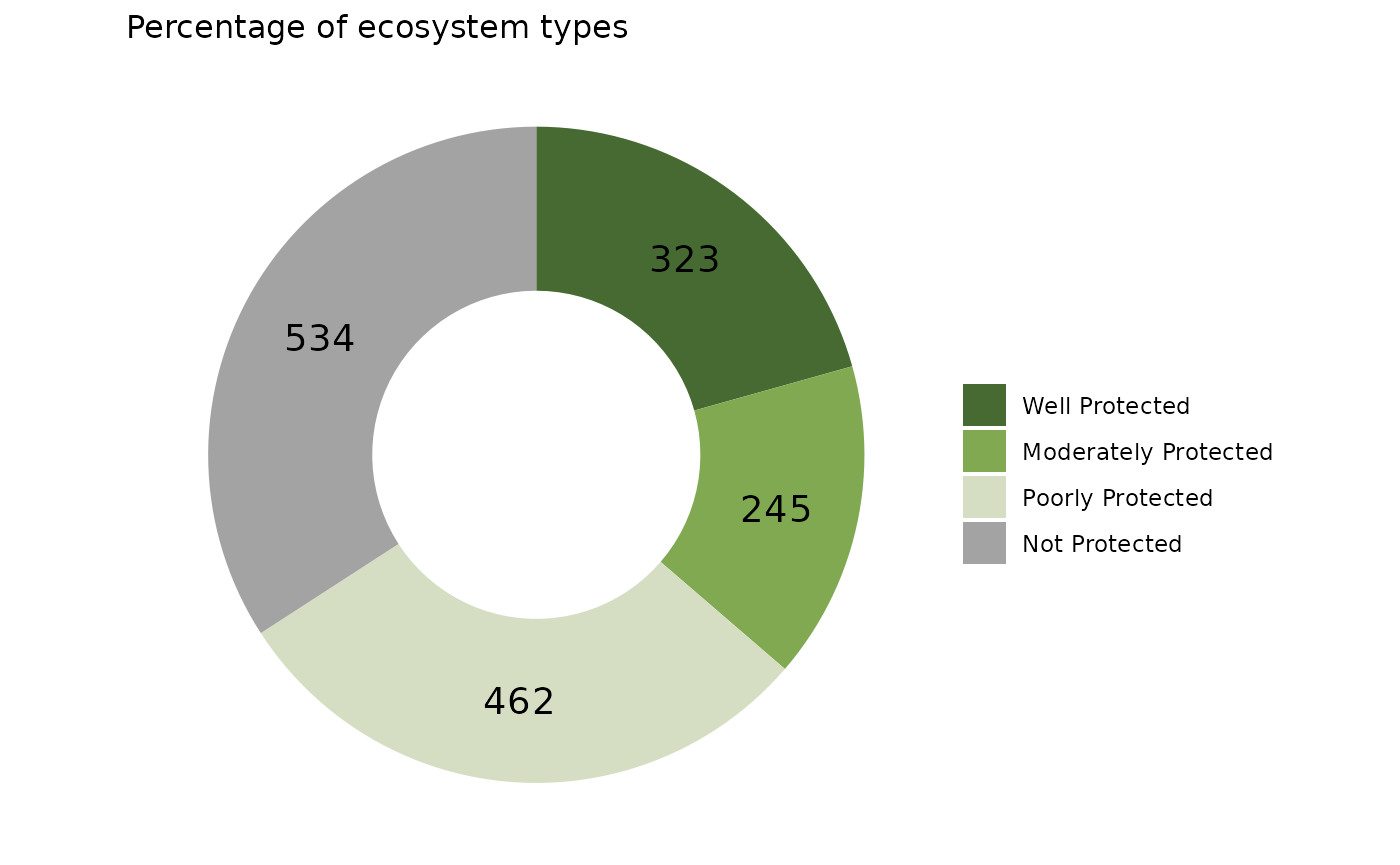 Percentage of ecosystem types
323
534
245
462
Well Protected
Moderately Protected
Poorly Protected
Not Protected